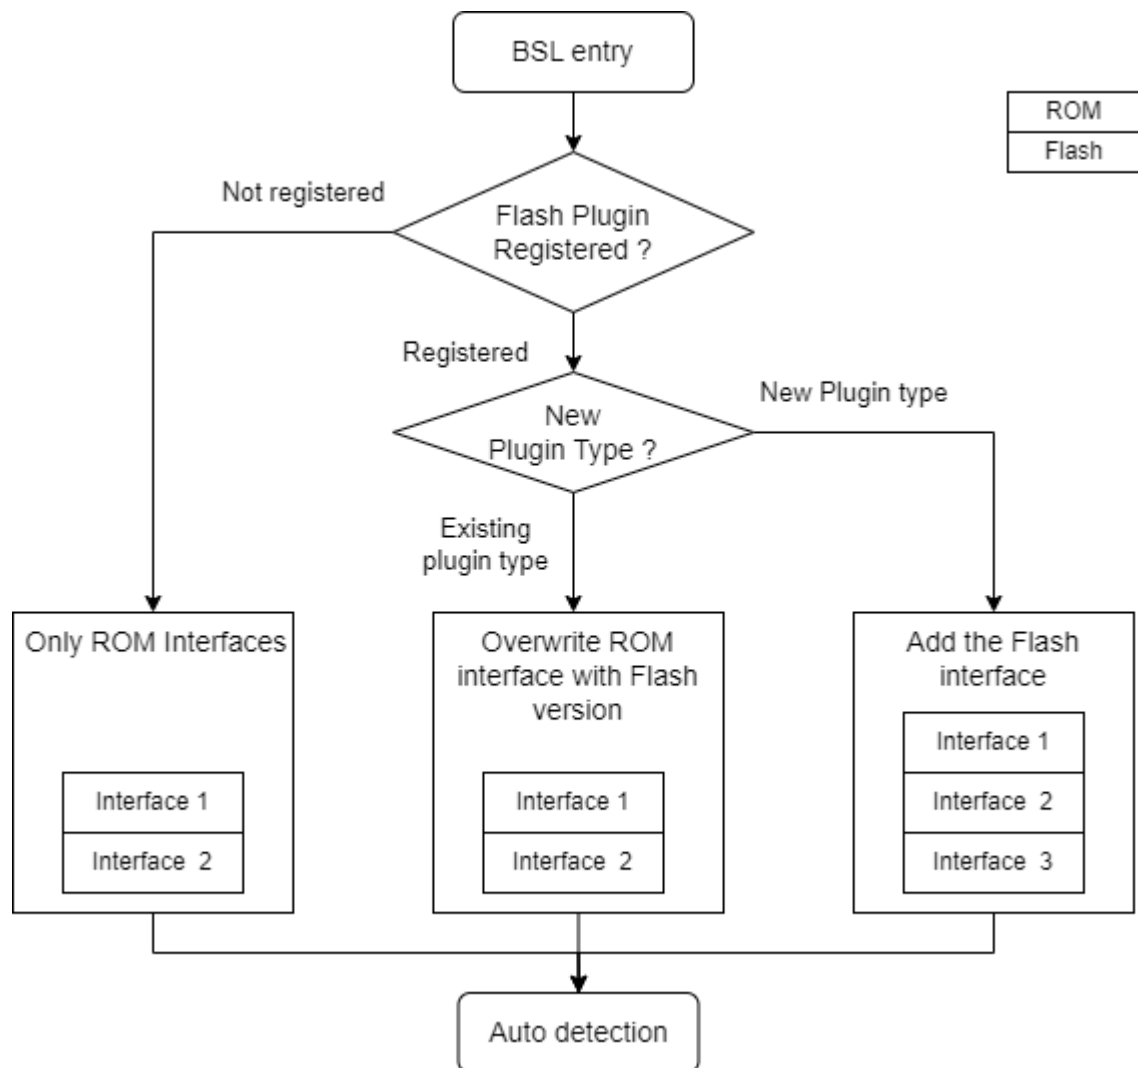 BSL entry
ROM
Flash
Not registered
Flash Plugin
Registered ?
Registered
New Plugin type
New
Plugin Type ?
Existing
plugin type
Only ROM Interfaces
Interface 1
Interface 2
Overwrite ROM
interface with Flash
version
Interface 1
Interface 2
Add the Flash
interface
Interface 1
Interface 2
Interface 3
Auto detection